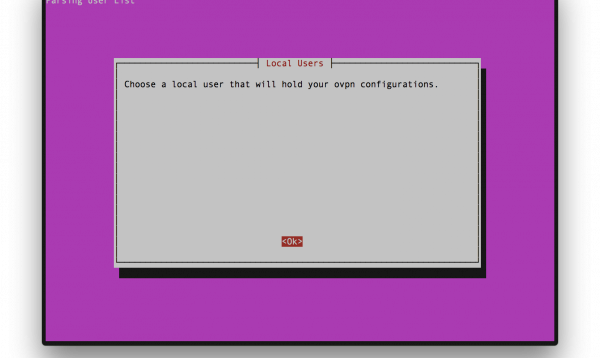 Parsing User List
Local Users
Choose a local user that will hold your ovpn configurations.
<Ok>